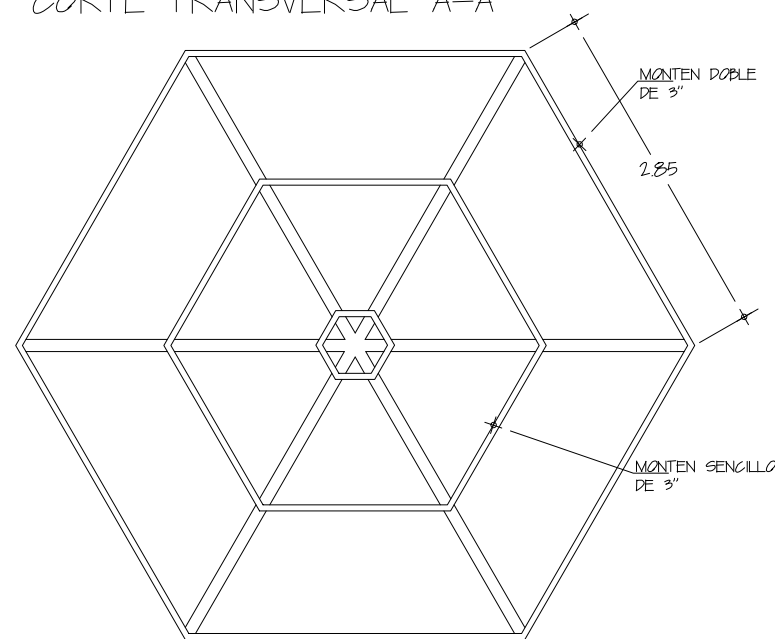 CORTE TRANSVERSAL A-A
MONTEN DOBLE
DE 3"
2.85
MONTEN SENCILLO
DE 3"